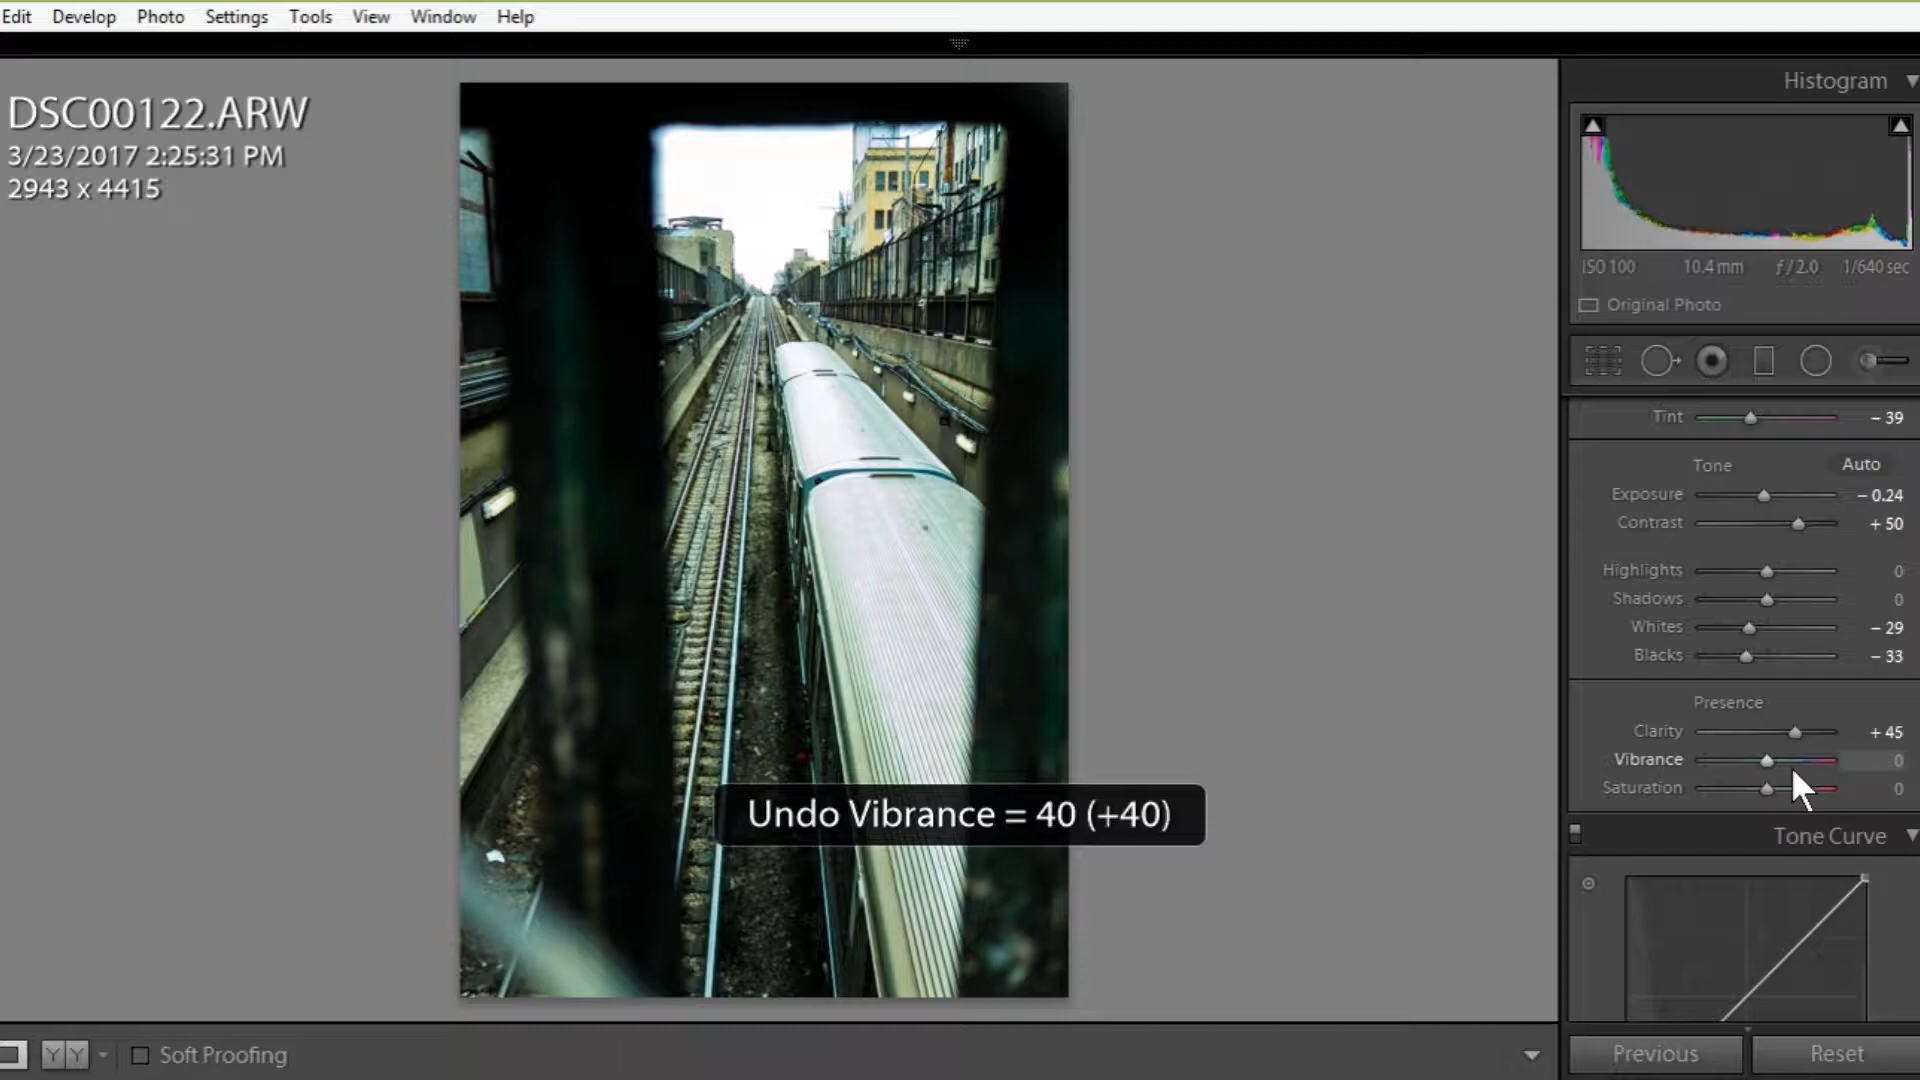 Edit Develop Photo Settings Tools View Window Help
DSC00122.ARW
3/23/2017 2:25:31 PM
2943 x 4415
Histogram
ISO 100 10.4 mm ƒ / 2.0 1/640 sec
Original Photo
Tint − 39
Tone Auto
Exposure − 0.24
Contrast + 50
Highlights 0
Shadows 0
Whites − 29
Blacks − 33
Presence
Clarity + 45
Vibrance 0
Saturation 0
Undo Vibrance = 40 (+40)
Tone Curve
Y Y Soft Proofing
Previous Reset